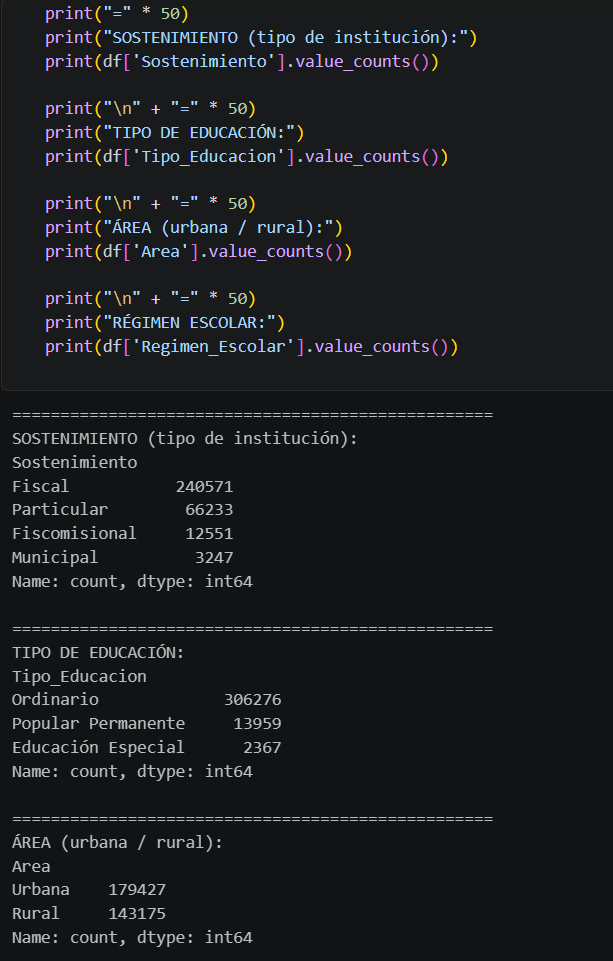 print("=" * 50)
print("SOSTENIMIENTO (tipo de institución):")
print(df['Sostenimiento'].value_counts())
print("\n" + "=" * 50)
print("TIPO DE EDUCACIÓN:")
print(df['Tipo_Educacion'].value_counts())
print("\n" + "=" * 50)
print("ÁREA (urbana / rural):")
print(df['Area'].value_counts())
print("\n" + "=" * 50)
print("RÉGIMEN ESCOLAR:")
print(df['Regimen_Escolar'].value_counts())
==================================================
SOSTENIMIENTO (tipo de institución):
Sostenimiento
Fiscal           240571
Particular        66233
Fiscomisional     12551
Municipal          3247
Name: count, dtype: int64
==================================================
TIPO DE EDUCACIÓN:
Tipo_Educacion
Ordinario             306276
Popular Permanente     13959
Educación Especial      2367
Name: count, dtype: int64
==================================================
ÁREA (urbana / rural):
Area
Urbana    179427
Rural     143175
Name: count, dtype: int64